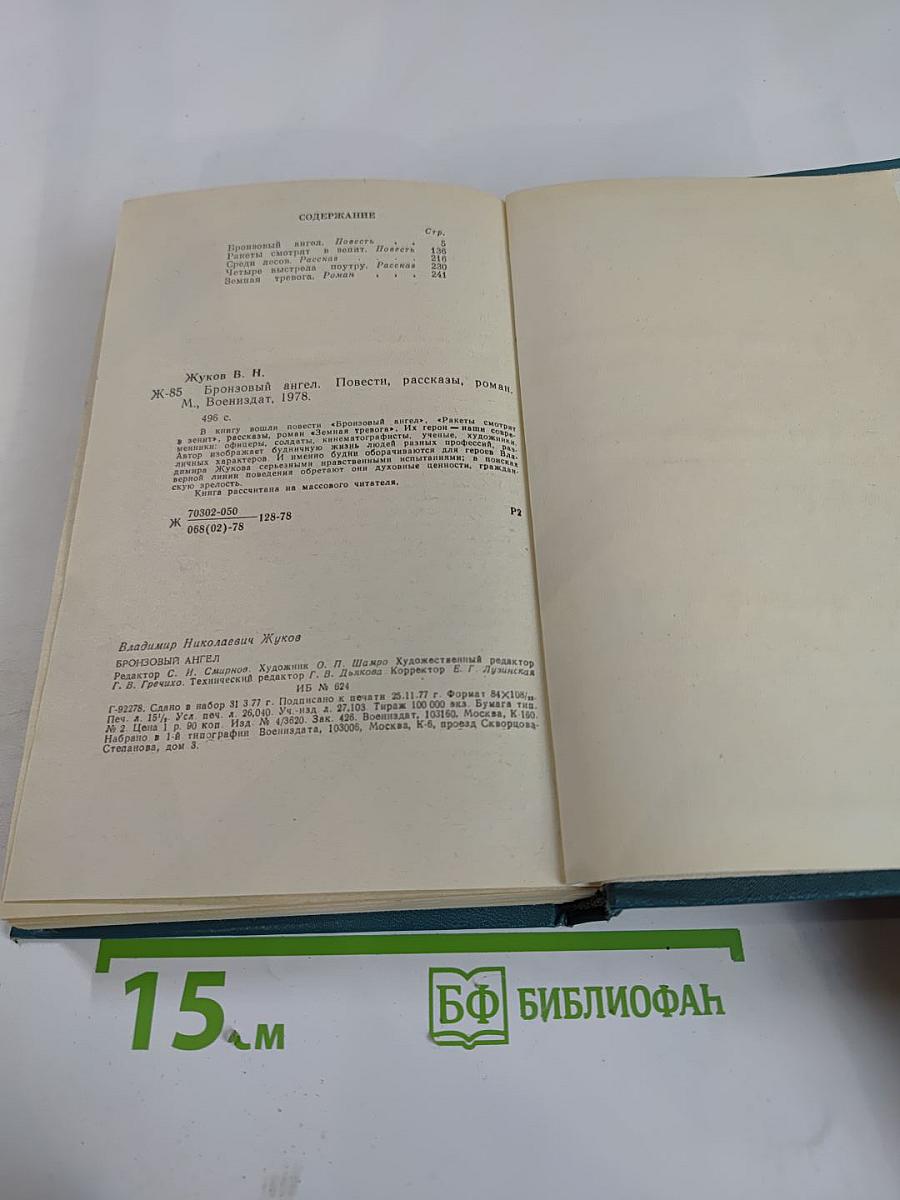 СОДЕРЖАНИЕ
Стр.
Бронзовый ангел. Повесть . . 5
Ракеты смотрят в зенит. Повесть 136
Среди лесов. Рассказ . . . . 216
Четыре выстрела поутру. Рассказ 230
Земная тревога. Роман . . . 241
Жуков В. Н.
Ж-85 Бронзовый ангел. Повести, рассказы, роман.
М., Воениздат, 1978.
496 с.
В книгу вошли повести «Бронзовый ангел», «Ракеты смотрят
в зенит», рассказы, роман «Земная тревога». Их герои — наши совре-
менники: офицеры, солдаты, кинематографисты, ученые, художники.
Автор изображает будничную жизнь людей разных профессий, раз-
личных характеров. И именно будни оборачиваются для героев Вла-
димира Жукова серьезными нравственными испытаниями; в поисках
верной линии поведения обретают они духовные ценности, граждан-
скую зрелость.
Книга рассчитана на массового читателя.
Ж 70302-050
068(02)-78 128-78 Р2
Владимир Николаевич Жуков
БРОНЗОВЫЙ АНГЕЛ
Редактор С. И. Смирнов. Художник О. П. Шамро Художественный редактор
Г. В. Гречихо. Технический редактор Г. В. Дьякова Корректор Е. Г. Лузинская
ИБ № 624
Г-92278. Сдано в набор 31 3.77 г. Подписано к печати 25.11.77 г. Формат 84×108/₃₂.
Печ. л. 15½. Усл. печ. л. 26,040. Уч.-изд. л. 27.103. Тираж 100 000 экз. Бумага тип.
№ 2. Цена 1 р. 90 коп. Изд. № 4/3620. Зак. 426. Воениздат, 103160, Москва, К-160.
Набрано в 1-й типографии Воениздата, 103006, Москва, К-6, проезд Скворцова-
Степанова, дом 3.
15 см
БФ БИБЛИОФАН